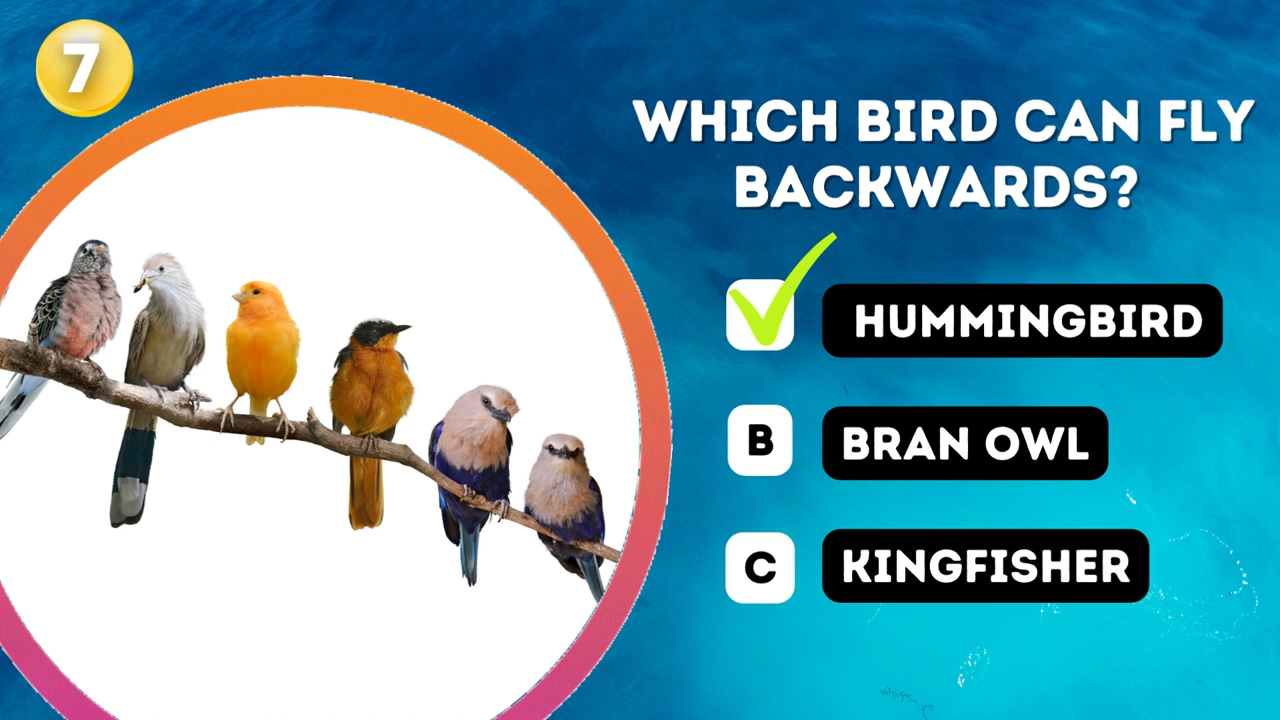 7
WHICH BIRD CAN FLY
BACKWARDS?
HUMMINGBIRD
B BRAN OWL
C KINGFISHER